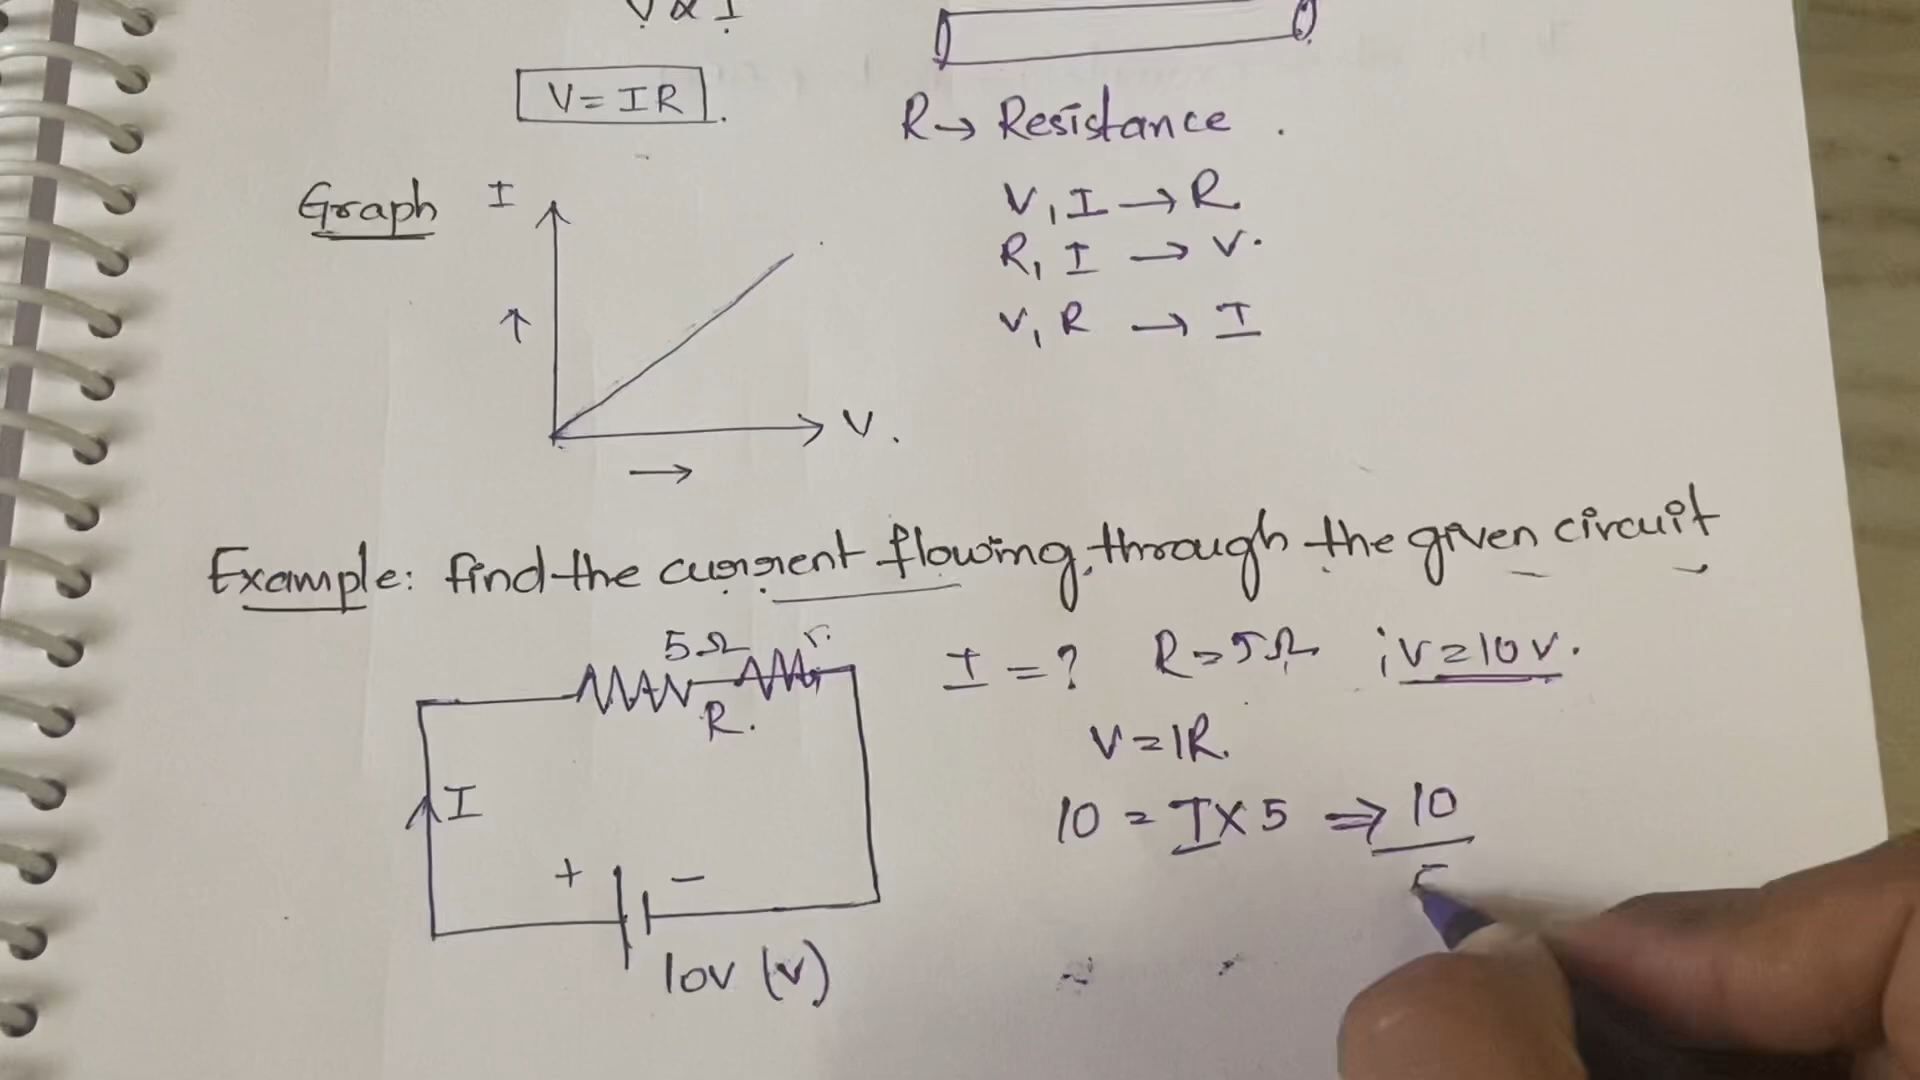 V ∝ I
V = IR.
R → Resistance.
V, I → R
R, I → V.
V, R → I
Graph
I
↑
V.
→
Example: find the current flowing, through the given circuit
5Ω
r.
R.
I
+
−
10V (V)
I = ? R = 5Ω ; V = 10V.
V = IR.
10 = I X 5 ⇒ 10
5